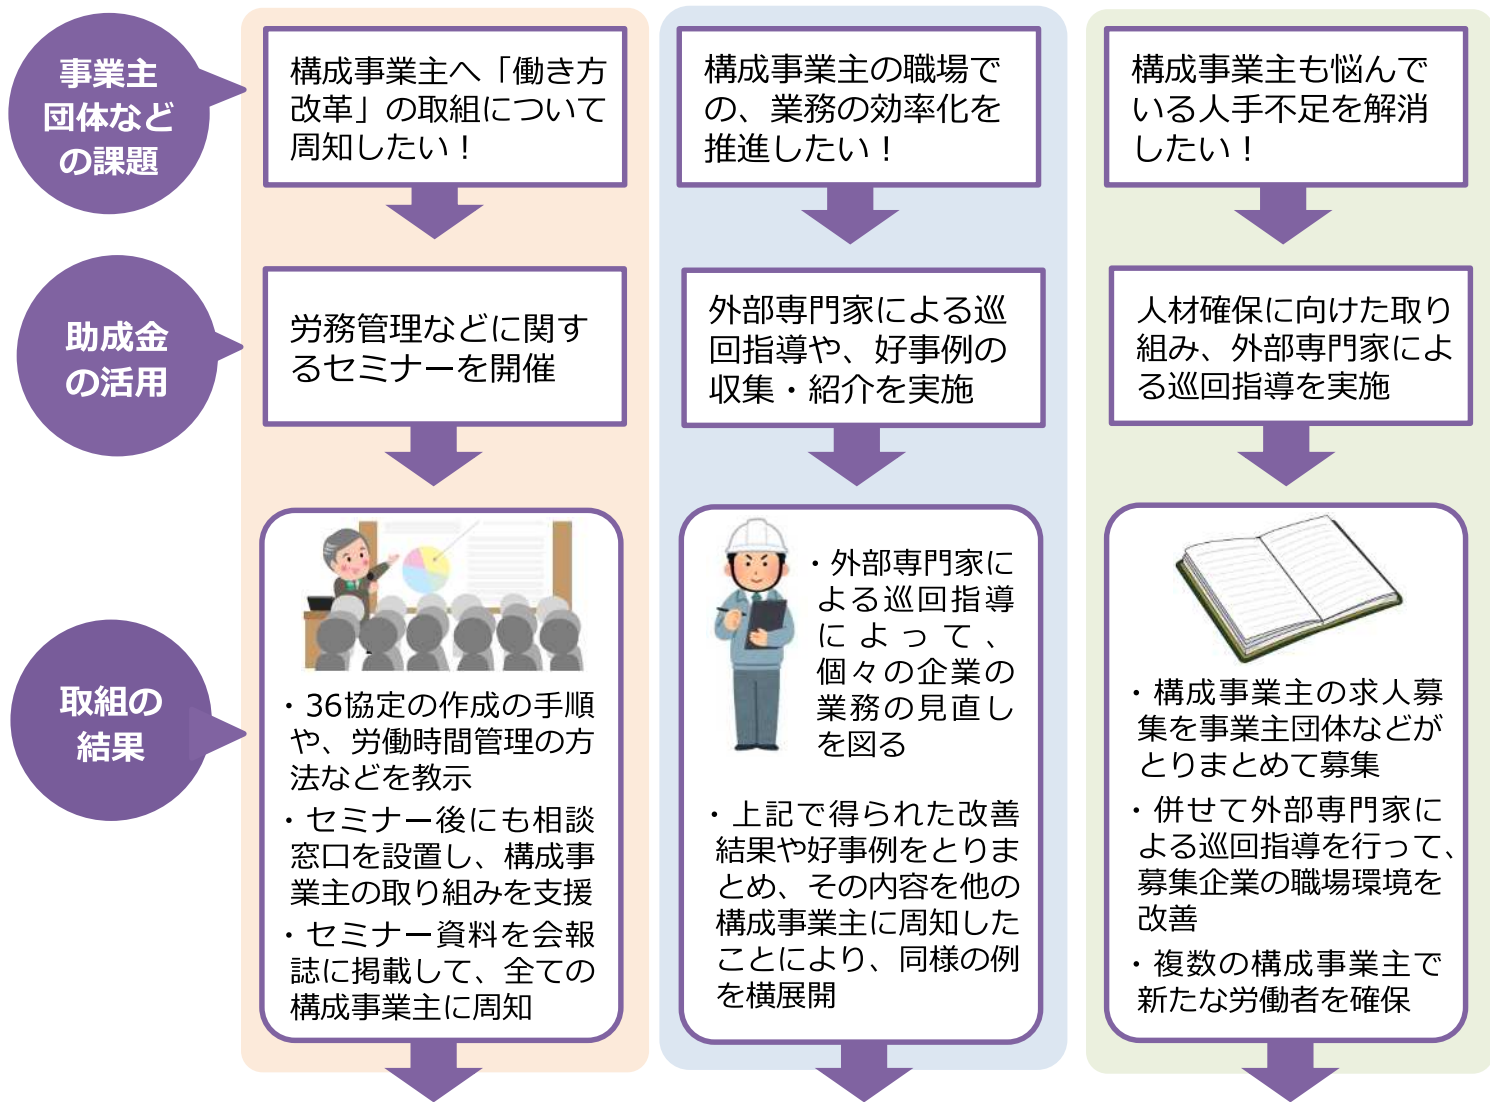 事業主
団体など
の課題
構成事業主へ「働き方
改革」の取組について
周知したい！
構成事業主の職場で
の、業務の効率化を
推進したい！
構成事業主も悩んで
いる人手不足を解消
したい！
助成金
の活用
労務管理などに関す
るセミナーを開催
外部専門家による巡
回指導や、好事例の
収集・紹介を実施
人材確保に向けた取り
組み、外部専門家によ
る巡回指導を実施
取組の
結果
・36協定の作成の手順
や、労働時間管理の方
法などを教示
・セミナー後にも相談
窓口を設置し、構成事
業主の取り組みを支援
・セミナー資料を会報
誌に掲載して、全ての
構成事業主に周知
・外部専門家に
よる巡回指導
によって、
個々の企業の
業務の見直し
を図る
・上記で得られた改善
結果や好事例をとりま
とめ、その内容を他の
構成事業主に周知した
ことにより、同様の例
を横展開
・構成事業主の求人募
集を事業主団体などが
とりまとめて募集
・併せて外部専門家に
よる巡回指導を行って、
募集企業の職場環境を
改善
・複数の構成事業主で
新たな労働者を確保